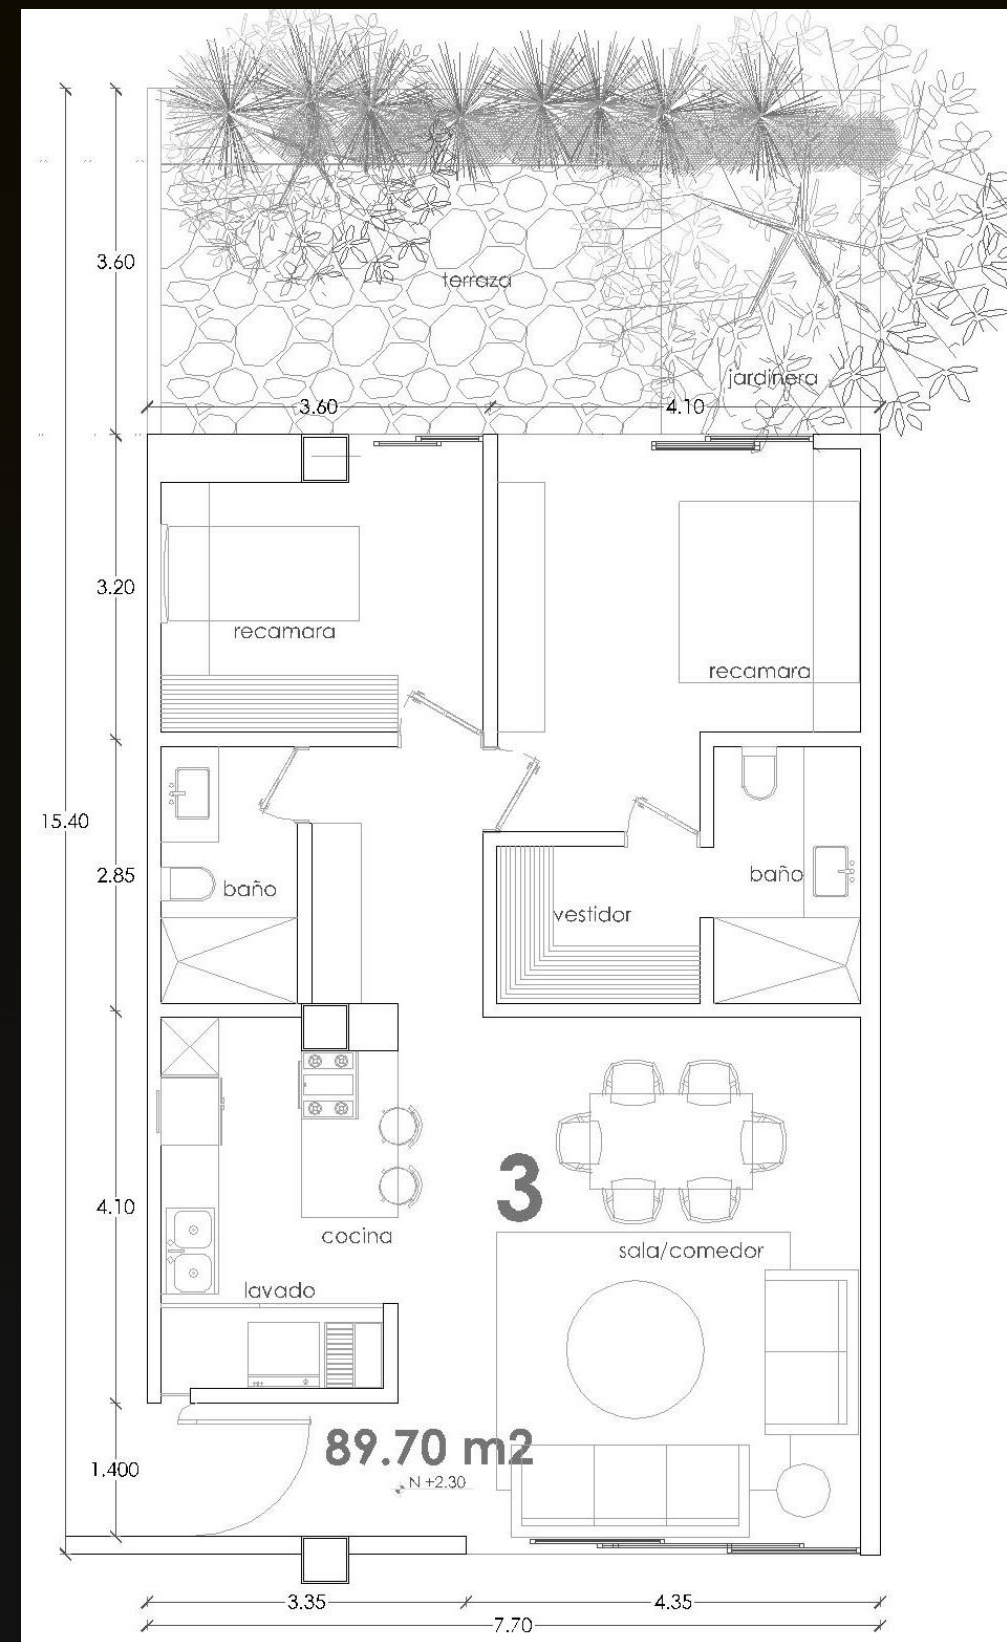 3.60
terraza
jardinera
3.60
4.10
3.20
recamara
recamara
15.40
2.85
baño
baño
vestidor
3
4.10
cocina
sala/comedor
lavado
89.70 m2
1.400
N +2.30
3.35
4.35
7.70